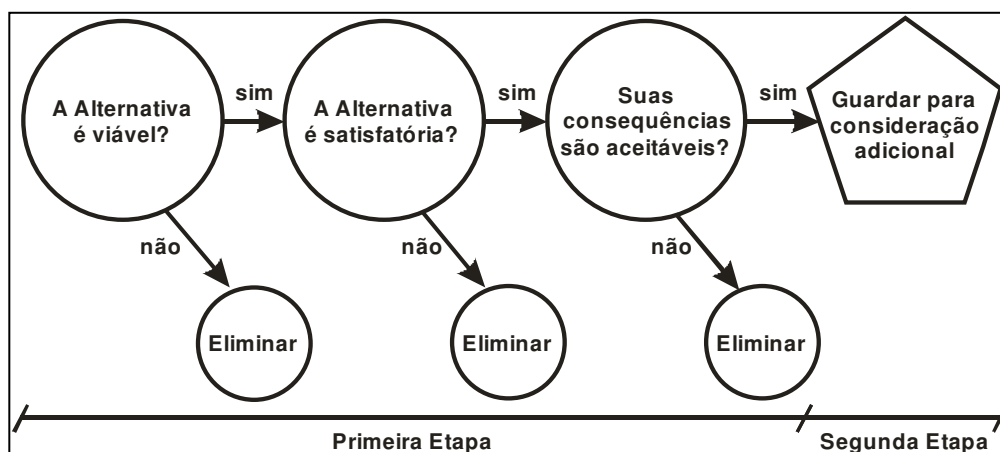 A Alternativa
é viável?
sim
A Alternativa
é satisfatória?
sim
Suas
consequências
são aceitáveis?
sim
Guardar para
consideração
adicional
não
não
não
Eliminar
Eliminar
Eliminar
Primeira Etapa
Segunda Etapa